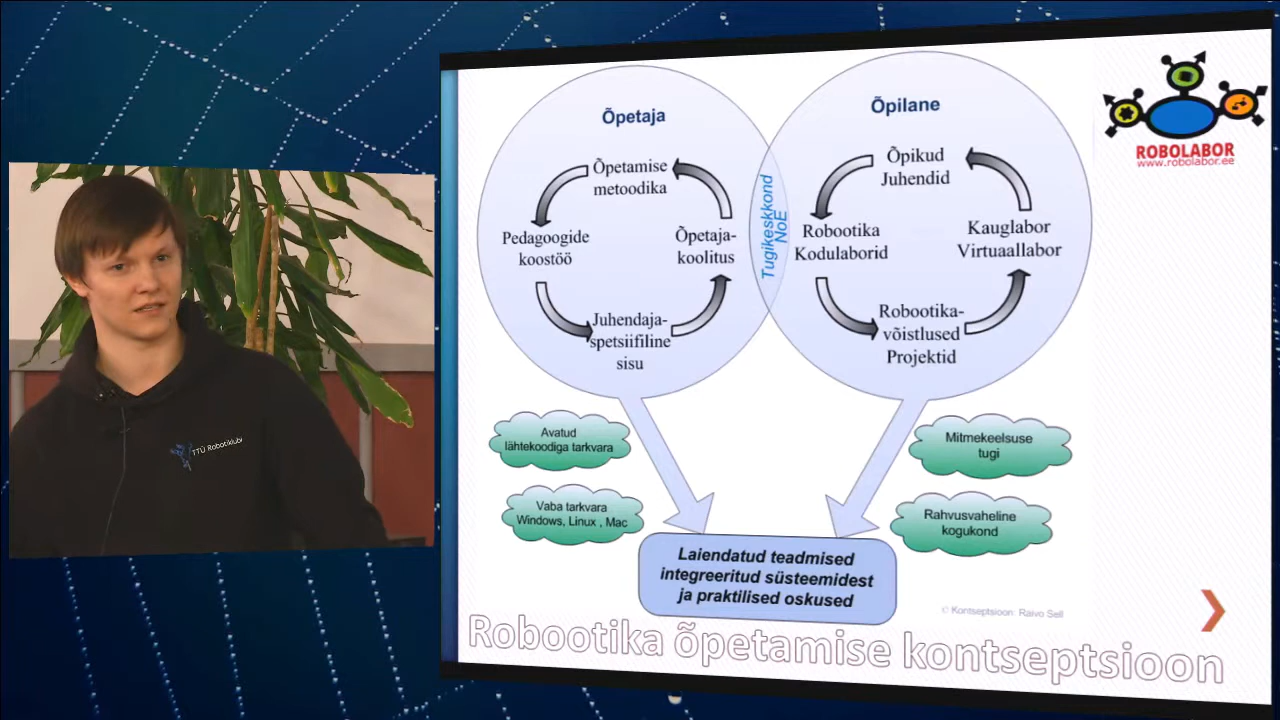 Õpetaja
Õpetamise
metoodika
Pedagoogide
koostöö
Õpetaja-
koolitus
Juhendaja-
spetsiifiline
sisu
Tugikeskkond
NoE
Õpilane
Õpikud
Juhendid
Robootika
Kodulaborid
Kauglabor
Virtuaallabor
Robootika-
võistlused
Projektid
ROBOLABOR
www.robolabor.ee
Avatud
lähtekoodiga tarkvara
Vaba tarkvara
Windows, Linux , Mac
Mitmekeelsuse
tugi
Rahvusvaheline
kogukond
Laiendatud teadmised
integreeritud süsteemidest
ja praktilised oskused
© Kontseptsioon: Raivo Sell
Robootika õpetamise kontseptsioon
TTÜ Robotiklubi